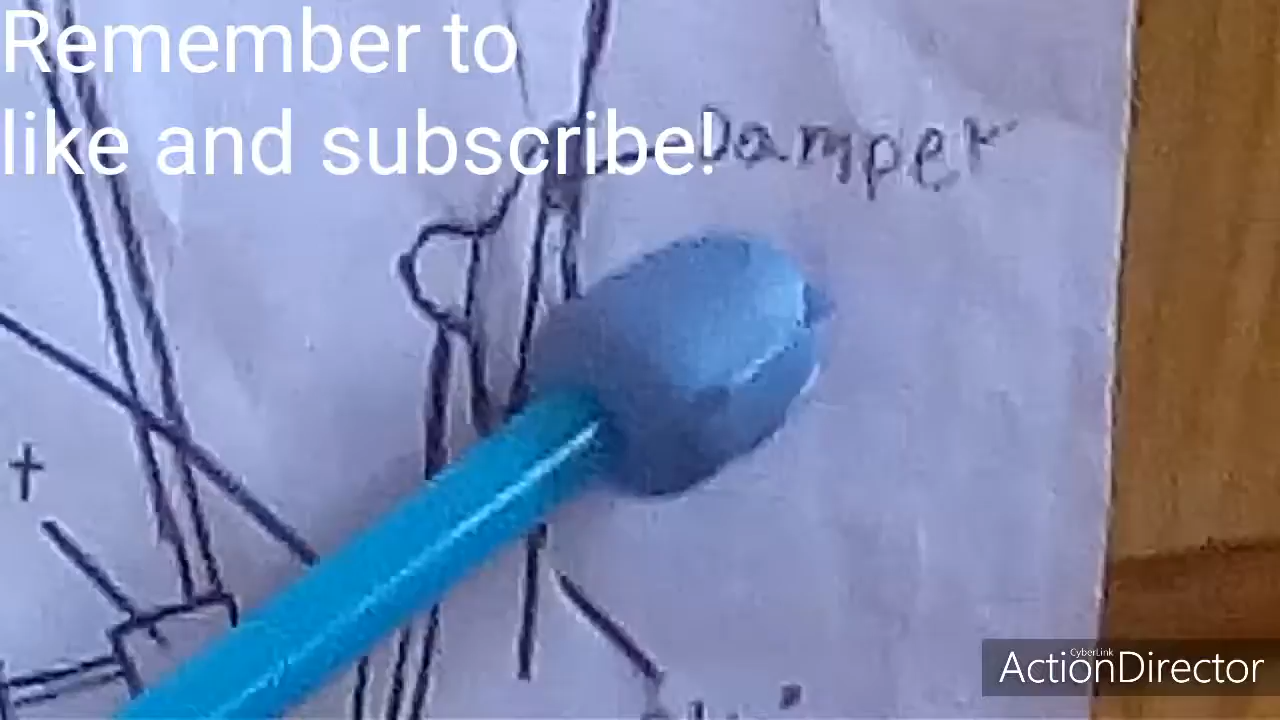 Remember to
like and subscribe!
Damper
t
CyberLink
ActionDirector